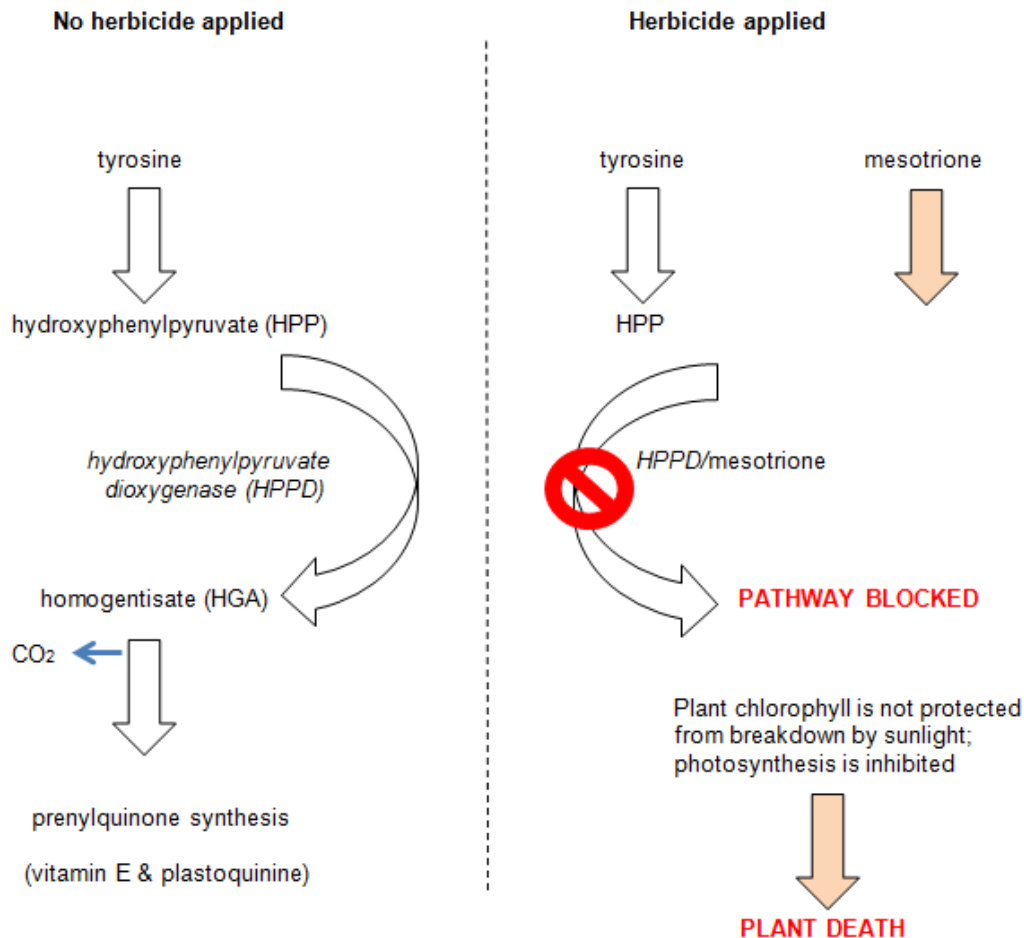 No herbicide applied
tyrosine
hydroxyphenylpyruvate (HPP)
hydroxyphenylpyruvate
dioxygenase (HPPD)
homogentisate (HGA)
CO2
prenylquinone synthesis
(vitamin E & plastoquinine)
Herbicide applied
tyrosine
mesotrione
HPP
HPPD/mesotrione
PATHWAY BLOCKED
Plant chlorophyll is not protected
from breakdown by sunlight;
photosynthesis is inhibited
PLANT DEATH